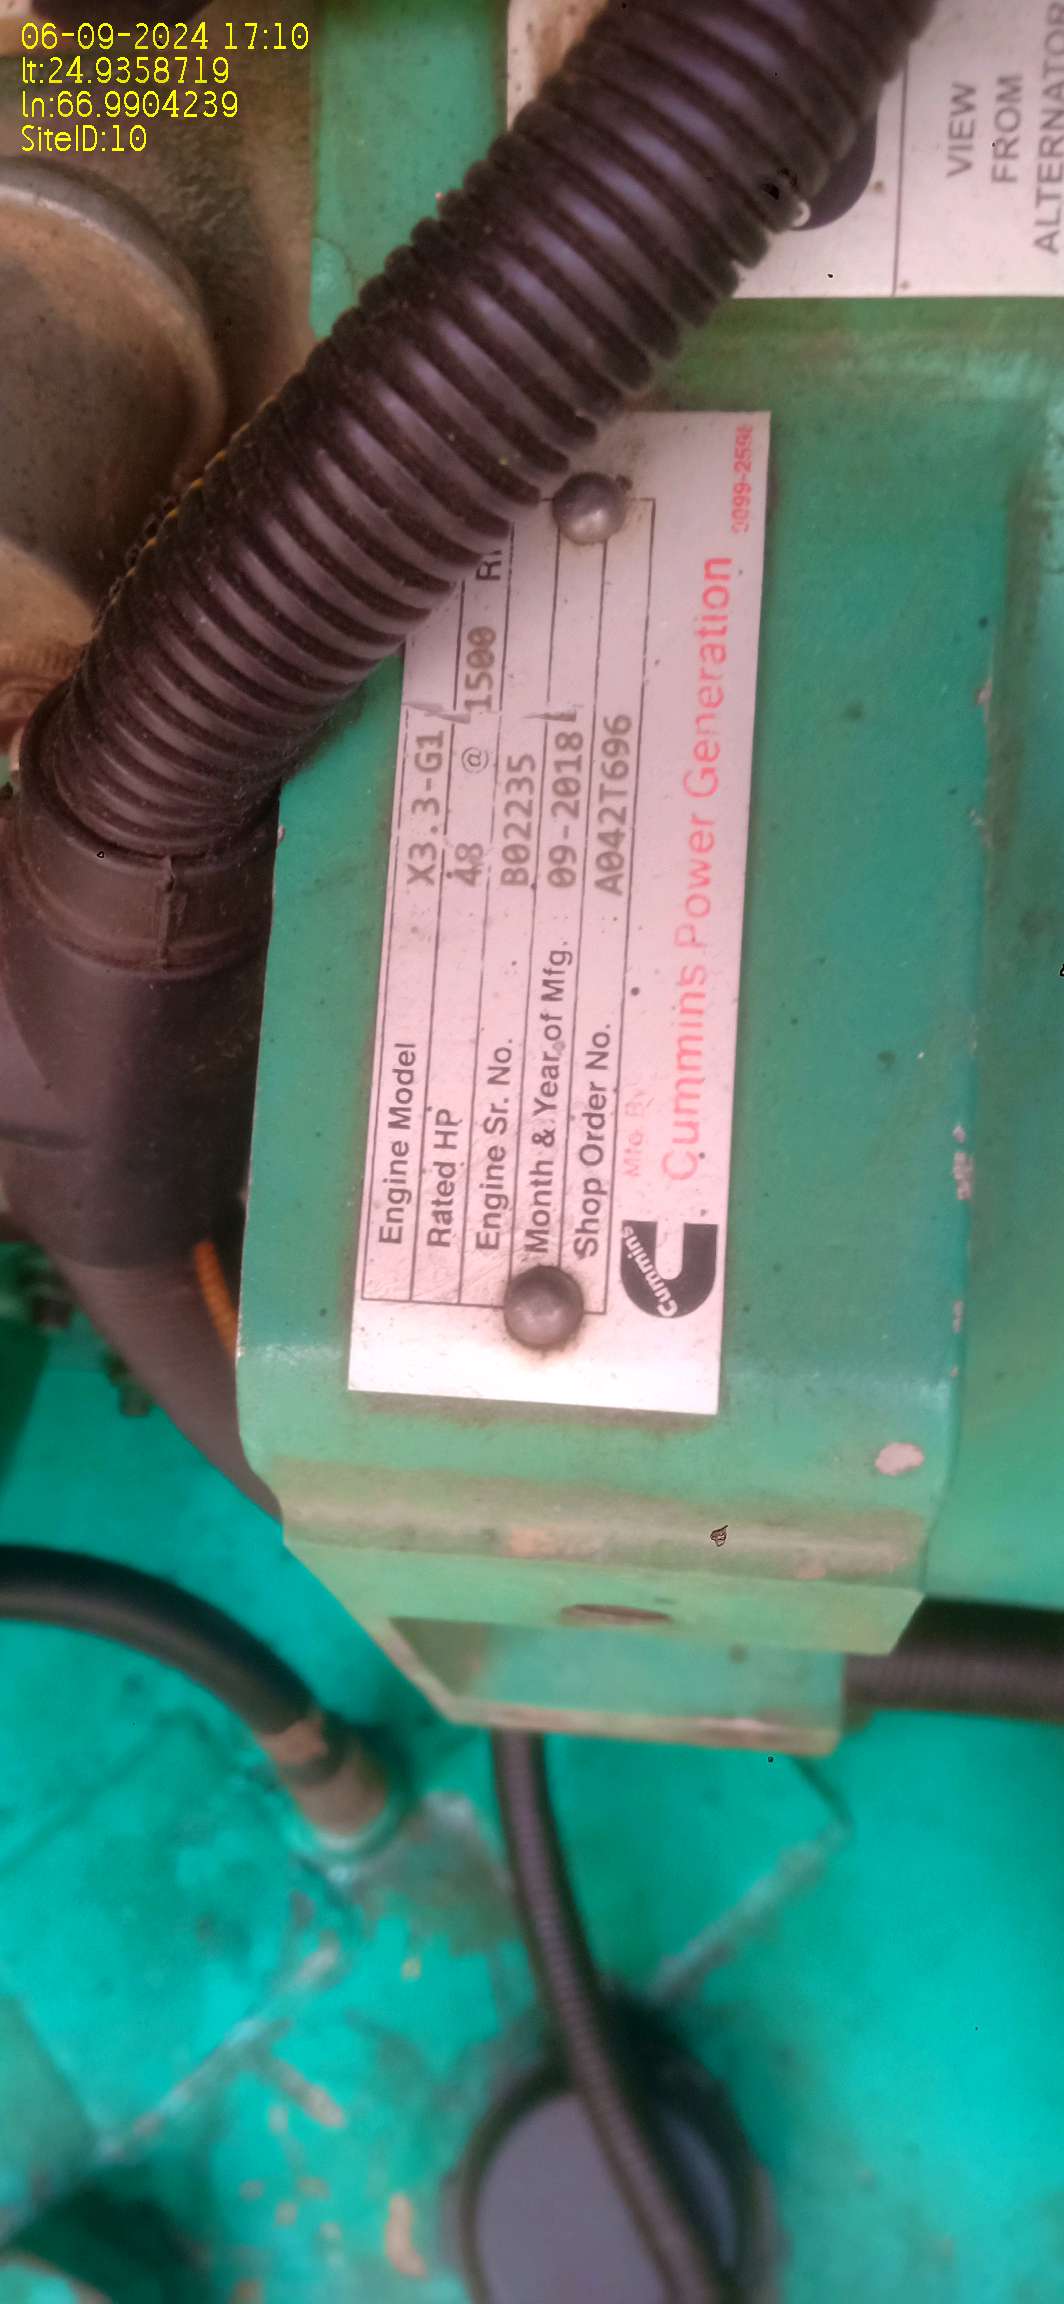 06-09-2024 17:10
lt:24.9358719
ln:66.9904239
SiteID:10
VIEW
FROM
ALTERNATOR
Engine Model X3.3-G1
Rated HP 48 @ 1500
Engine Sr. No. B02235
Month & Year of Mfg. 09-2018
Shop Order No. A042T696
Mfg. By
Cummins Power Generation
Cummins